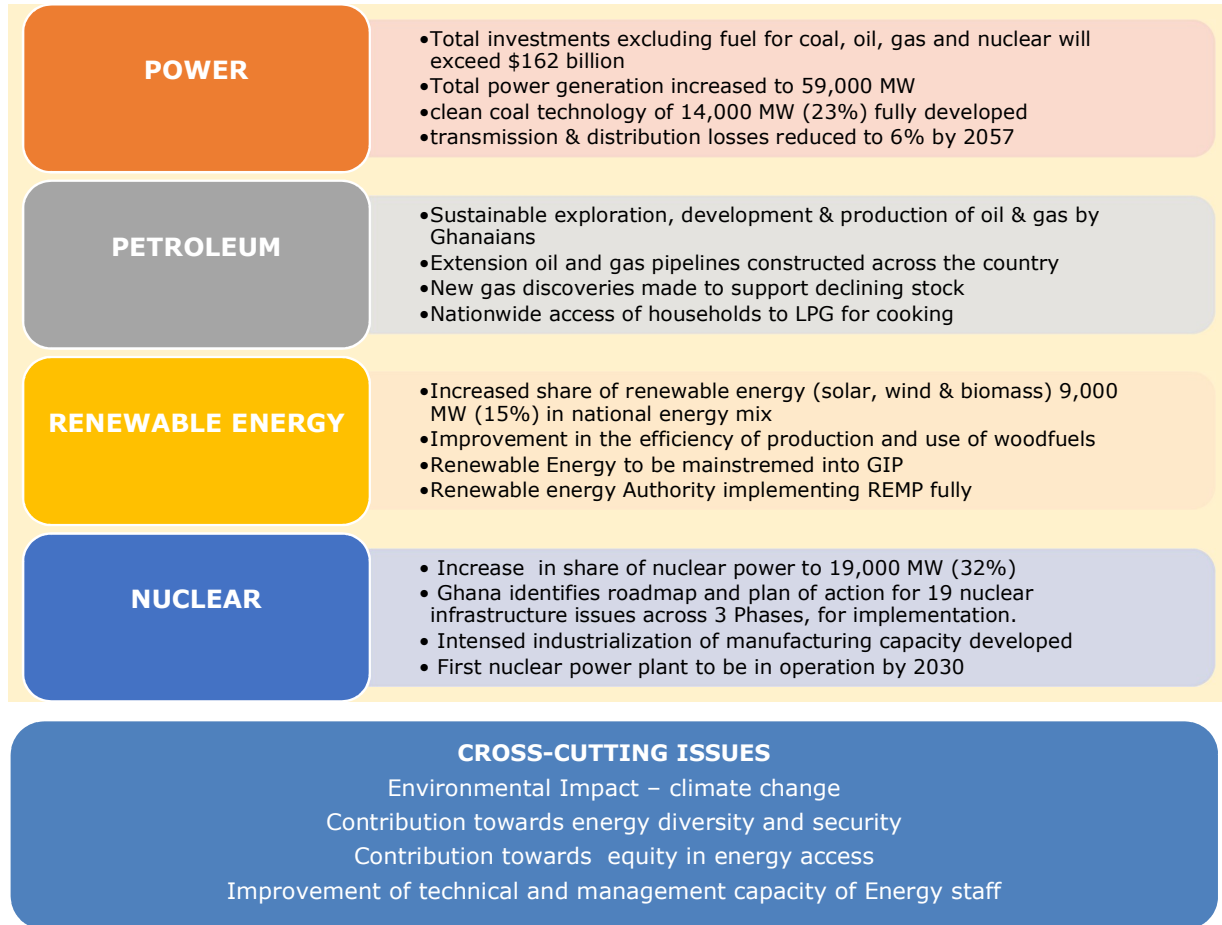 POWER
•Total investments excluding fuel for coal, oil, gas and nuclear will
exceed $162 billion
•Total power generation increased to 59,000 MW
•clean coal technology of 14,000 MW (23%) fully developed
•transmission & distribution losses reduced to 6% by 2057
PETROLEUM
•Sustainable exploration, development & production of oil & gas by
Ghanaians
•Extension oil and gas pipelines constructed across the country
•New gas discoveries made to support declining stock
•Nationwide access of households to LPG for cooking
RENEWABLE ENERGY
•Increased share of renewable energy (solar, wind & biomass) 9,000
MW (15%) in national energy mix
•Improvement in the efficiency of production and use of woodfuels
•Renewable Energy to be mainstremed into GIP
•Renewable energy Authority implementing REMP fully
NUCLEAR
• Increase in share of nuclear power to 19,000 MW (32%)
• Ghana identifies roadmap and plan of action for 19 nuclear
infrastructure issues across 3 Phases, for implementation.
• Intensed industrialization of manufacturing capacity developed
• First nuclear power plant to be in operation by 2030
CROSS-CUTTING ISSUES
Environmental Impact – climate change
Contribution towards energy diversity and security
Contribution towards equity in energy access
Improvement of technical and management capacity of Energy staff